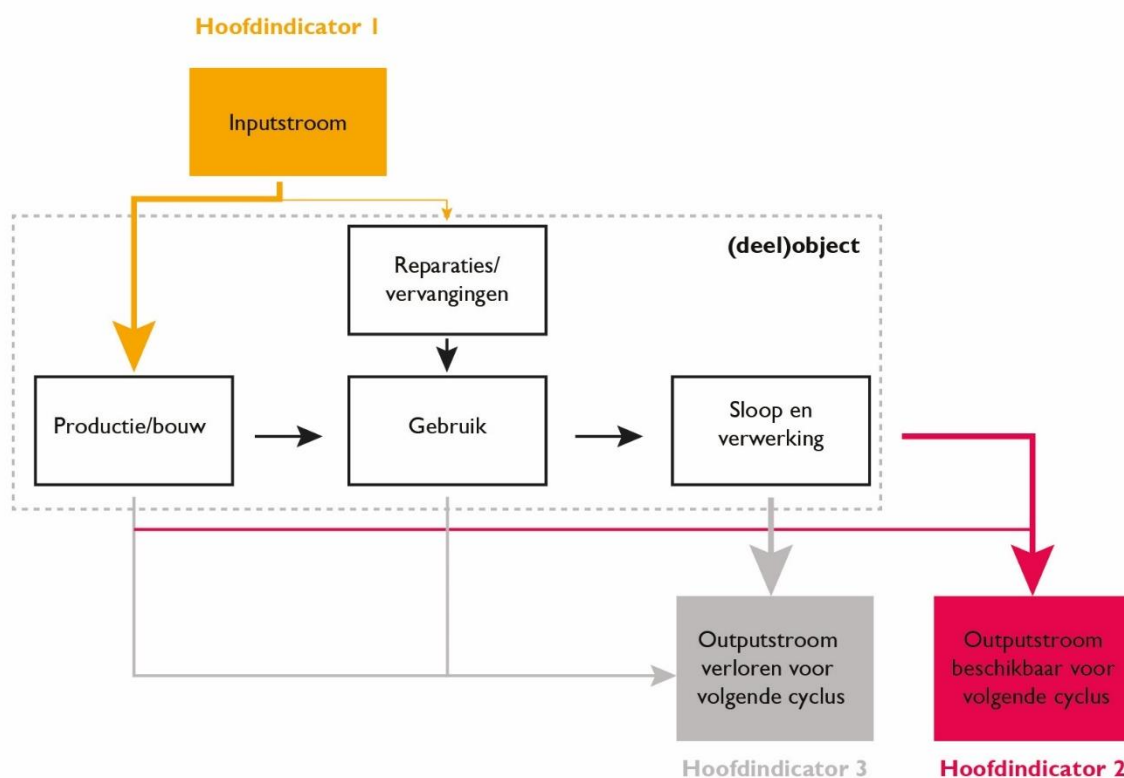 Hoofdindicator 1
Inputstroom
(deel)object
Reparaties/
vervangingen
Productie/bouw
Gebruik
Sloop en
verwerking
Outputstroom
verloren voor
volgende cyclus
Outputstroom
beschikbaar voor
volgende cyclus
Hoofdindicator 3
Hoofdindicator 2